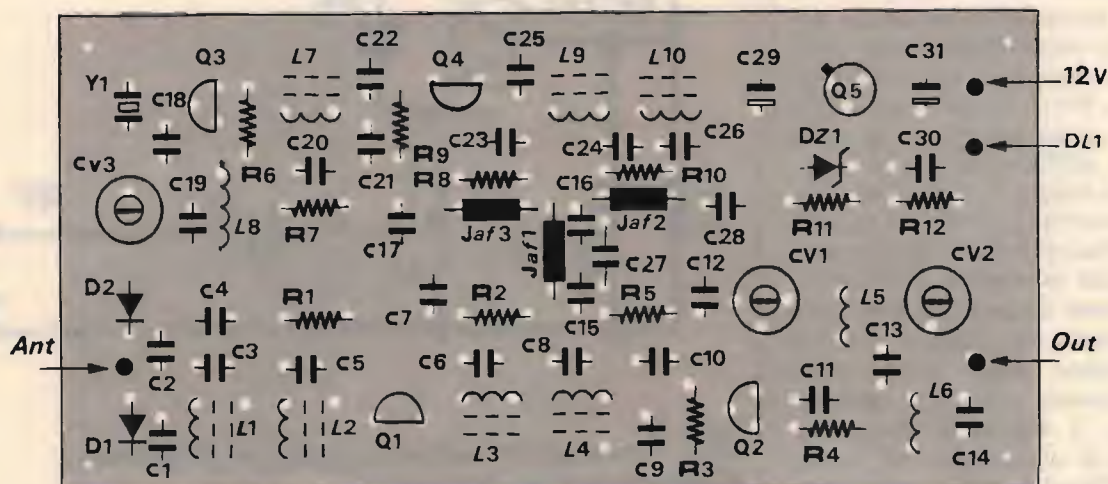 C22 C25
Q3 L7 Q4 L9 L10 C29 C31
Y1 Q5 12V
C18
C20 C23 C24 C26 DZ1 C30 DL1
CV3 R9
C19 R6 C21 R8 C16 R10
L8 R7 C17 Jaf3 Jaf1 Jaf2 C28 R11 R12
C27 C12 CV1 CV2
D2 C4 R1 R2 R5 L5
C7 C15 C13
Ant C3 C5 C6 C8 C10 Out
C2 C11 L6
L1 L2 Q1 Q2
D1 L3 L4 R4
C1 C9 R3 C14